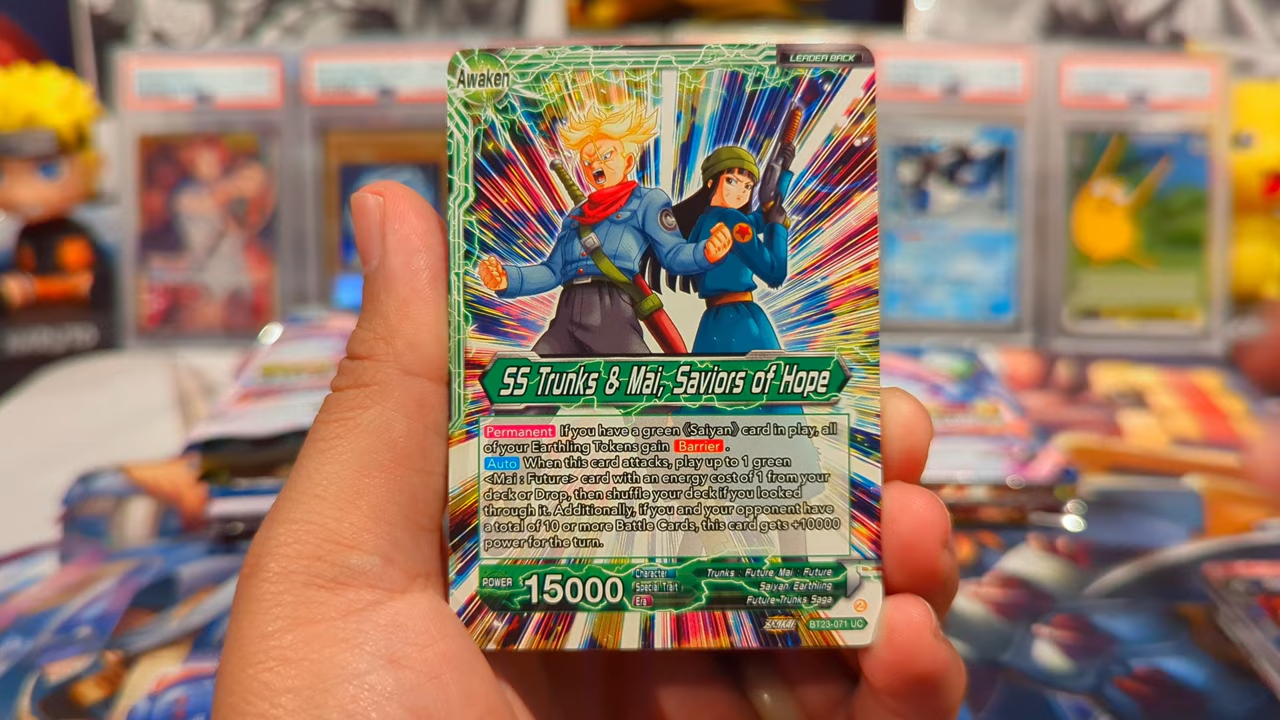 LEADER BACK
Awaken
SS Trunks & Mai, Saviors of Hope
Permanent If you have a green 《Saiyan》 card in play, all
of your Earthling Tokens gain Barrier.
Auto When this card attacks, play up to 1 green
<Mai : Future> card with an energy cost of 1 from your
deck or Drop, then shuffle your deck if you looked
through it. Additionally, if you and your opponent have
a total of 10 or more Battle Cards, this card gets +10000
power for the turn.
POWER 15000
Character Trunks : Future Mai : Future
Special Trait Saiyan Earthling
Era Future Trunks Saga
2
BT23-071 UC